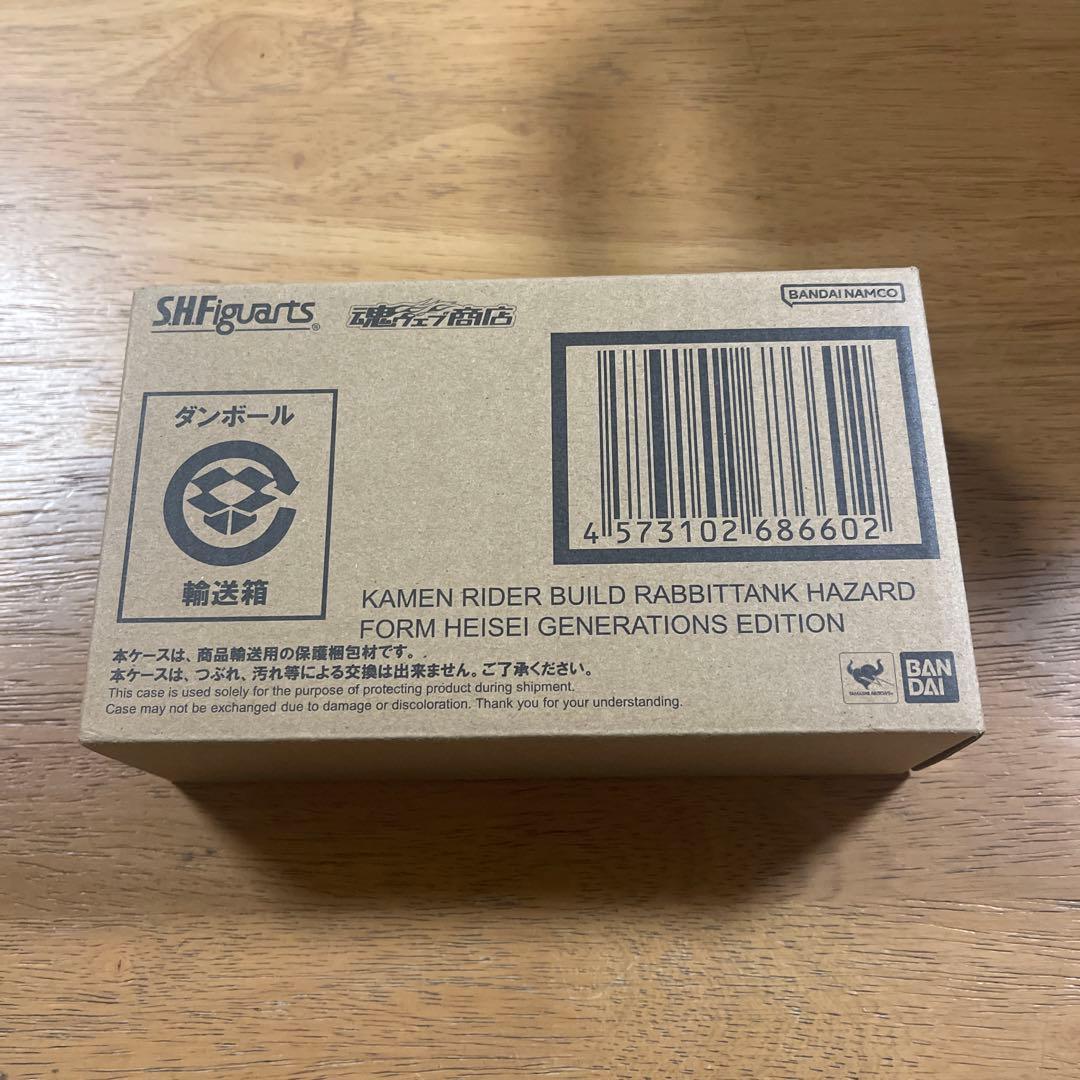 S.H.Figuarts®
魂ウェブ商店
BANDAI NAMCO
ダンボール
輸送箱
4 573102 686602
KAMEN RIDER BUILD RABBITTANK HAZARD
FORM HEISEI GENERATIONS EDITION
本ケースは、商品輸送用の保護梱包材です。
本ケースは、つぶれ、汚れ等による交換は出来ません。ご了承ください。
This case is used solely for the purpose of protecting product during shipment.
Case may not be exchanged due to damage or discoloration. Thank you for your understanding.
TAMASHII NATIONS
BAN
DAI